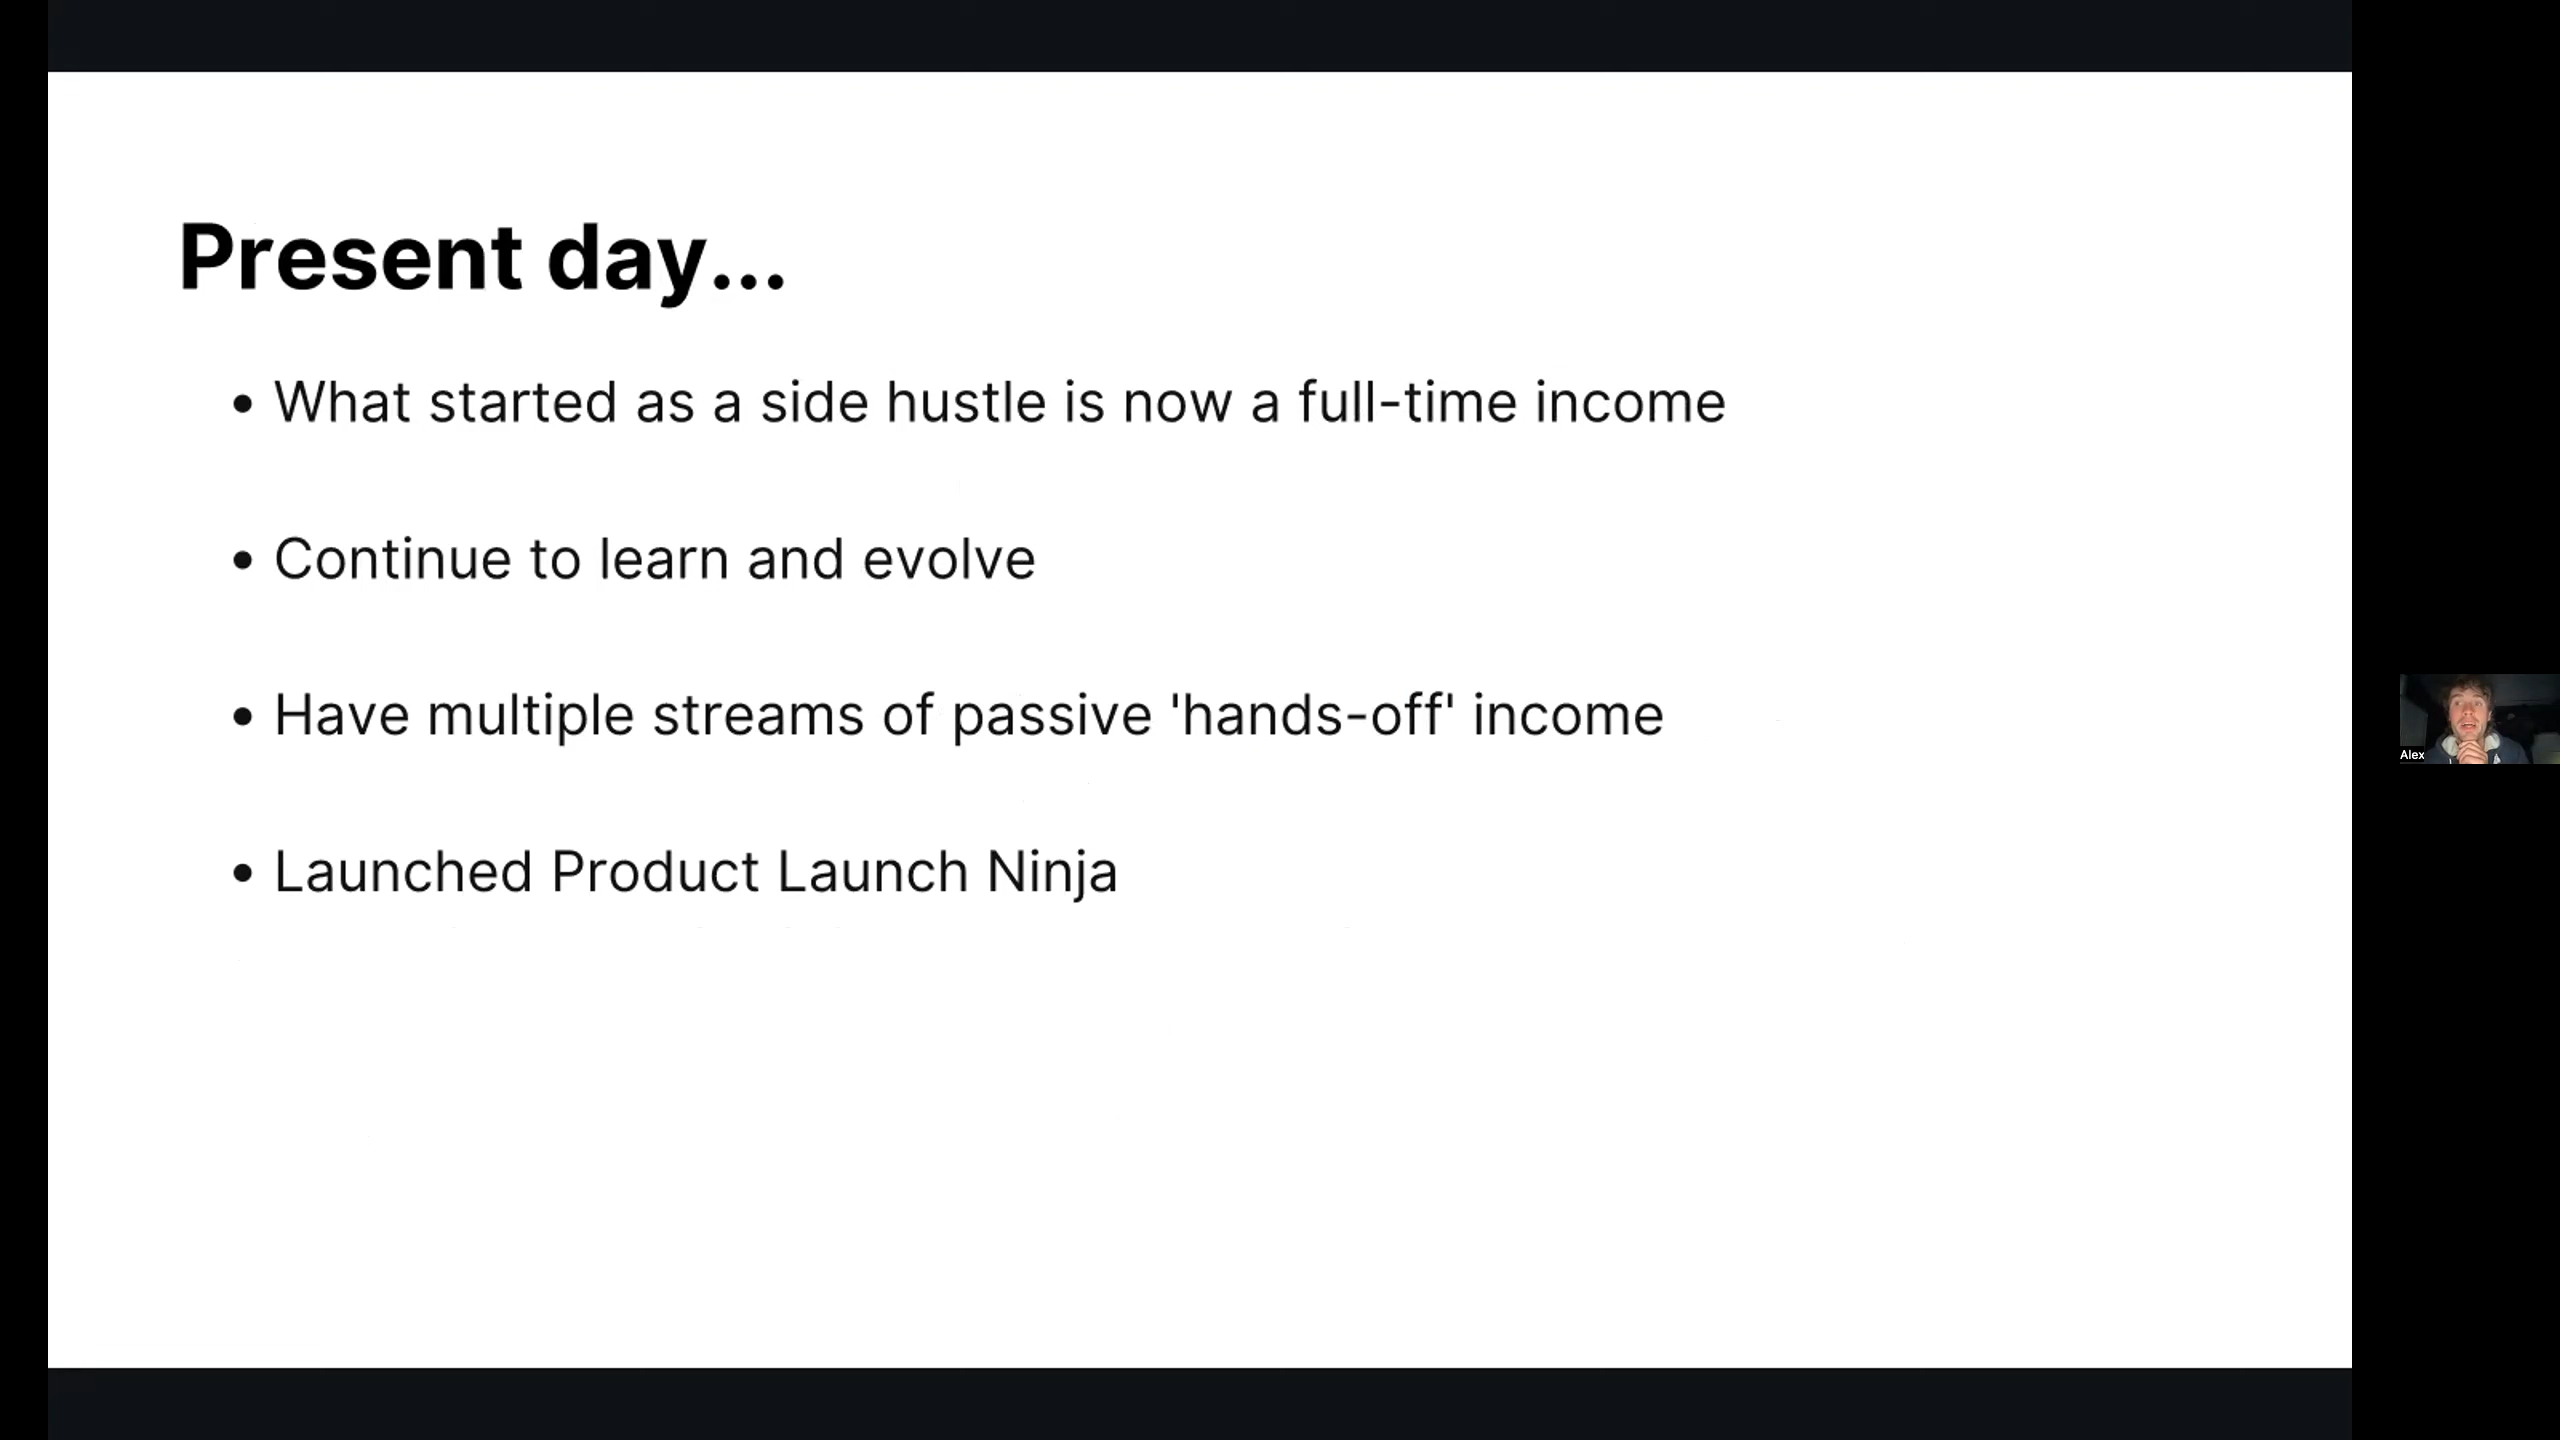 Present day...
What started as a side hustle is now a full-time income
Continue to learn and evolve
Have multiple streams of passive 'hands-off' income
Launched Product Launch Ninja
Alex